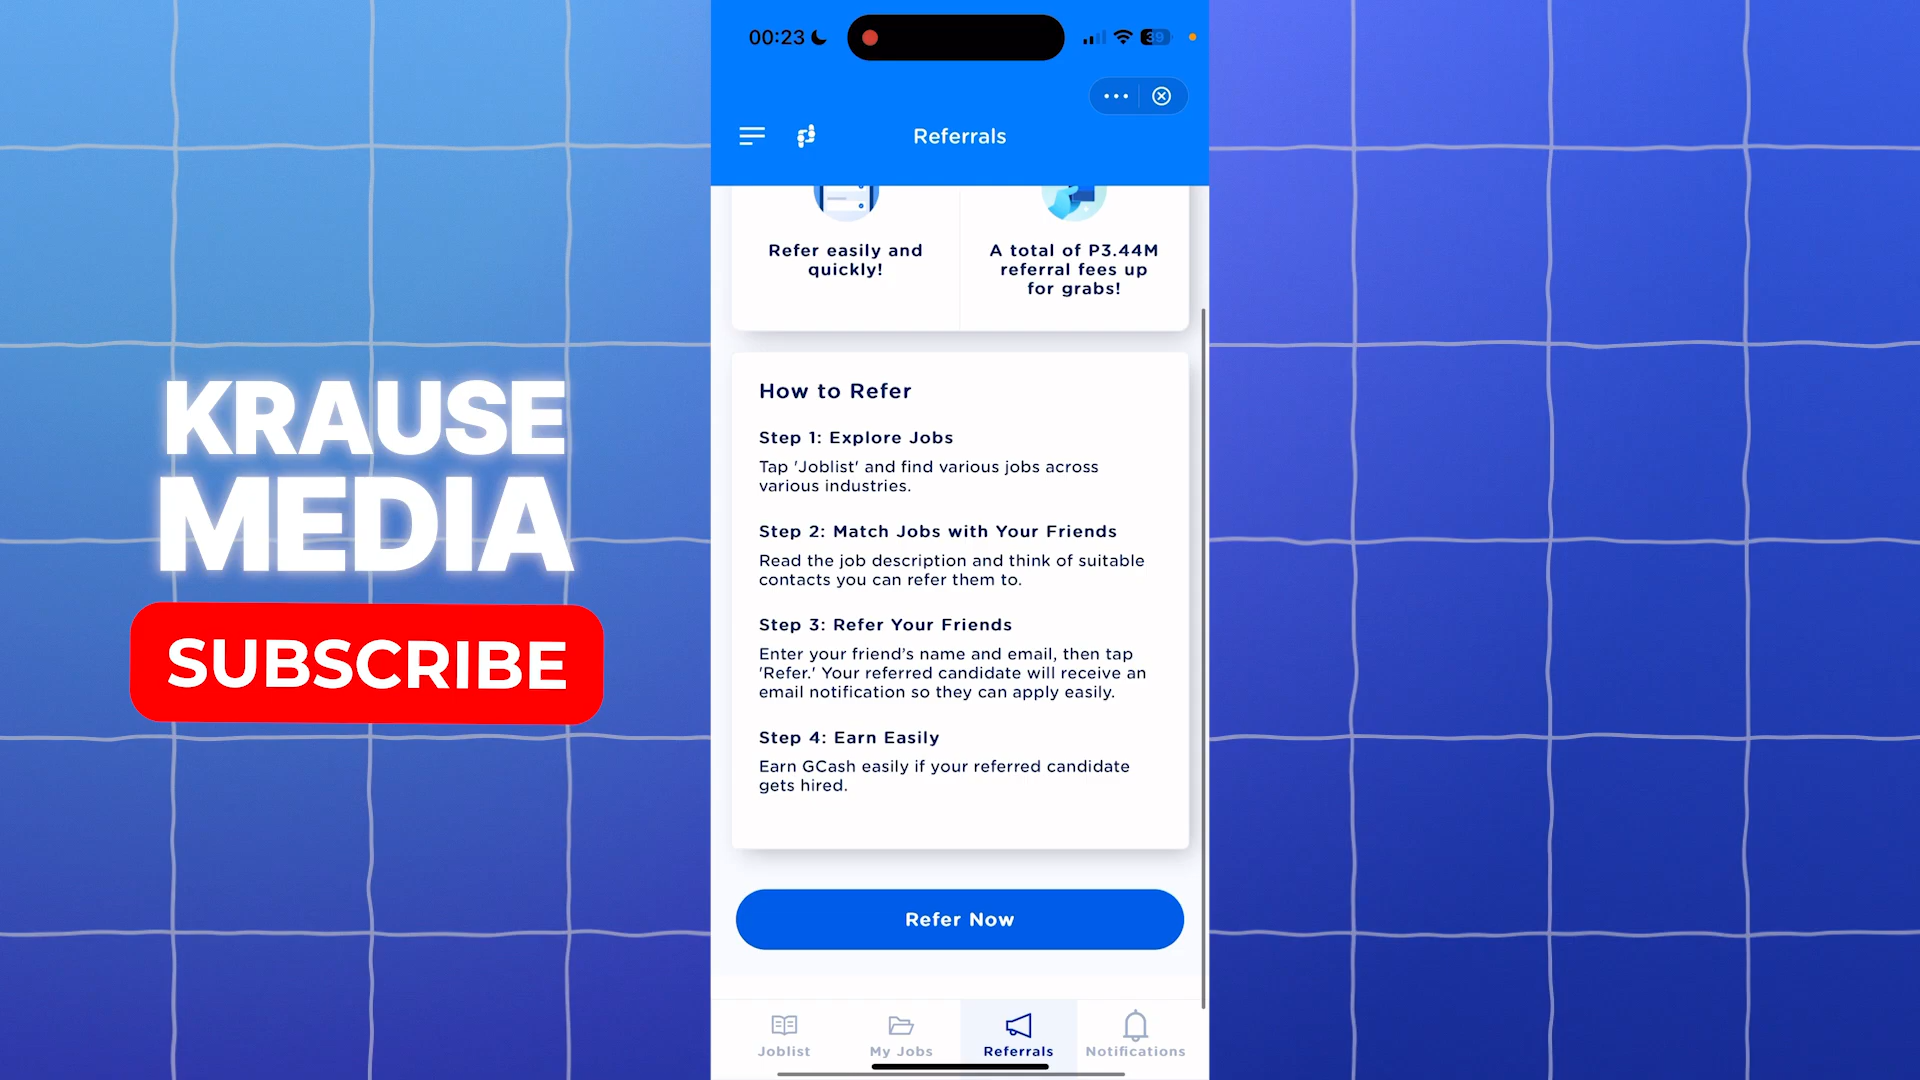 KRAUSE
MEDIA
SUBSCRIBE
00:23
39
Referrals
Refer easily and
quickly!
A total of P3.44M
referral fees up
for grabs!
How to Refer
Step 1: Explore Jobs
Tap 'Joblist' and find various jobs across
various industries.
Step 2: Match Jobs with Your Friends
Read the job description and think of suitable
contacts you can refer them to.
Step 3: Refer Your Friends
Enter your friend’s name and email, then tap
'Refer.' Your referred candidate will receive an
email notification so they can apply easily.
Step 4: Earn Easily
Earn GCash easily if your referred candidate
gets hired.
Refer Now
Joblist
My Jobs
Referrals
Notifications